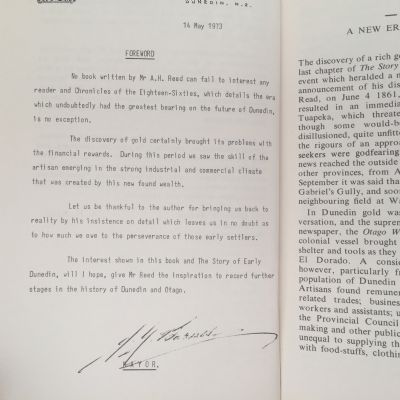 DUNEDIN, N.Z.
14 May 1973
FOREWORD
No book written by Mr A.H. Reed can fail to interest any
reader and Chronicles of the Eighteen-Sixties, which details the era
which undoubtedly had the greatest bearing on the future of Dunedin,
is no exception.
The discovery of gold certainly brought its problems with
the financial rewards. During this period we saw the skill of the
artisan emerging in the strong industrial and commercial climate
that was created by this new found wealth.
Let us be thankful to the author for bringing us back to
reality by his insistence on detail which leaves us in no doubt as
to how much we owe to the perseverance of those early settlers.
The interest shown in this book and The Story of Early
Dunedin, will I hope, give Mr Reed the inspiration to record further
stages in the history of Dunedin and Otago.
MAYOR.
A NEW ER
The discovery of a rich g
last chapter of The Story
event which heralded a n
announcement of his dis
Read, on June 4 1861,
resulted in an immedia
Tuapeka, which threate
though some would-be
disillusioned, quite unfitte
the rigours of an approa
seekers were godfearing
news reached the outside
other provinces, from A
September it was said tha
Gabriel's Gully, and soo
neighbouring field at Wa
In Dunedin gold was
versation, and the suprem
newspaper, the Otago W
colonial vessel brought
shelter and tools as they
El Dorado. A consid
however, particularly fr
population of Dunedin
Artisans found remuner
related trades; busines
workers and assistants; u
the Provincial Council
making and other public
unequal to supplying th
with food-stuffs, clothin